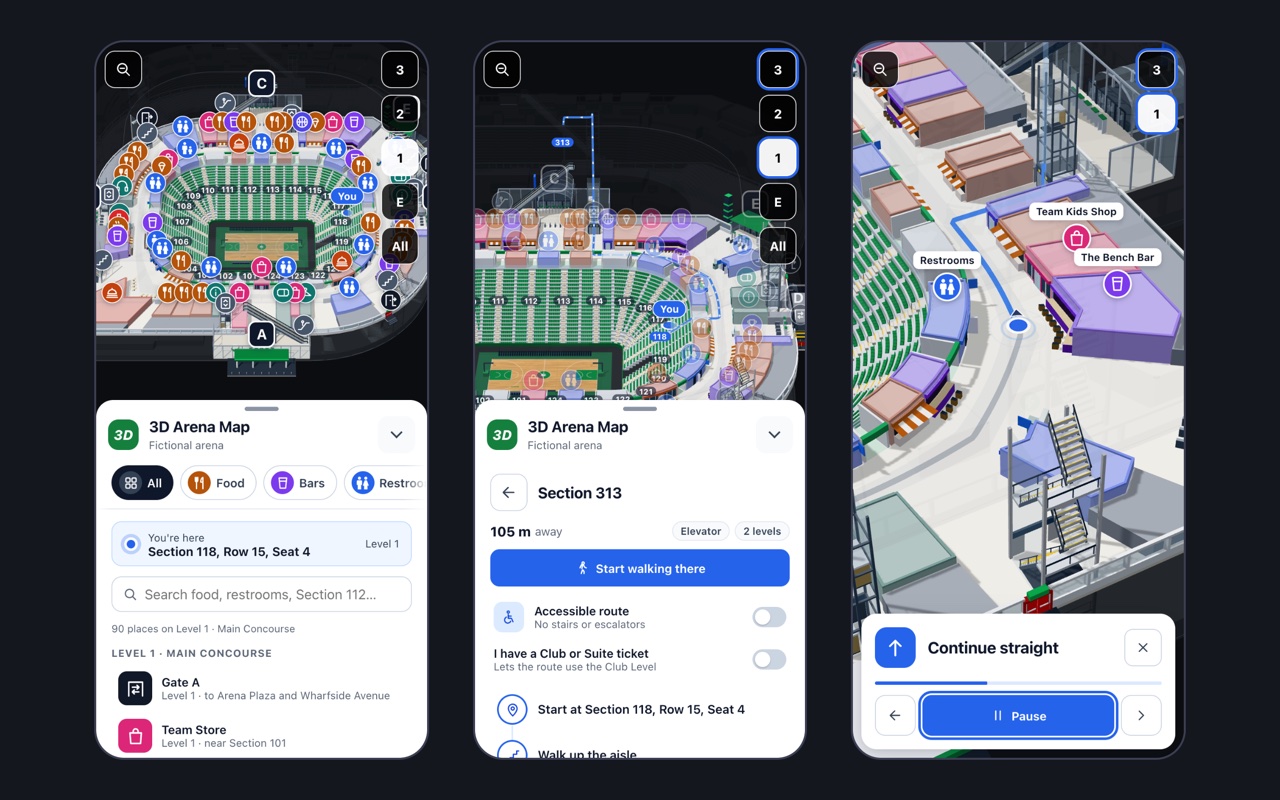 C
3
2
1
E
All
110 111 112 113 114 115
109
108
107
106
You
117
118
119
102 101 124 123 122
A
3D
3D Arena Map
Fictional arena
All
Food
Bars
Restroo
You're here
Section 118, Row 15, Seat 4
Level 1
Search food, restrooms, Section 112...
90 places on Level 1 · Main Concourse
LEVEL 1 · MAIN CONCOURSE
Gate A
Level 1 · to Arena Plaza and Wharfside Avenue
Team Store
Level 1 · near Section 101
3
2
1
E
All
313
C
E
D
111 112 113 114 115 116
You
118
119
120
121
3D
3D Arena Map
Fictional arena
Section 313
105 m away
Elevator
2 levels
Start walking there
Accessible route
No stairs or escalators
I have a Club or Suite ticket
Lets the route use the Club Level
Start at Section 118, Row 15, Seat 4
Walk up the aisle
3
1
Team Kids Shop
The Bench Bar
Restrooms
Continue straight
Pause